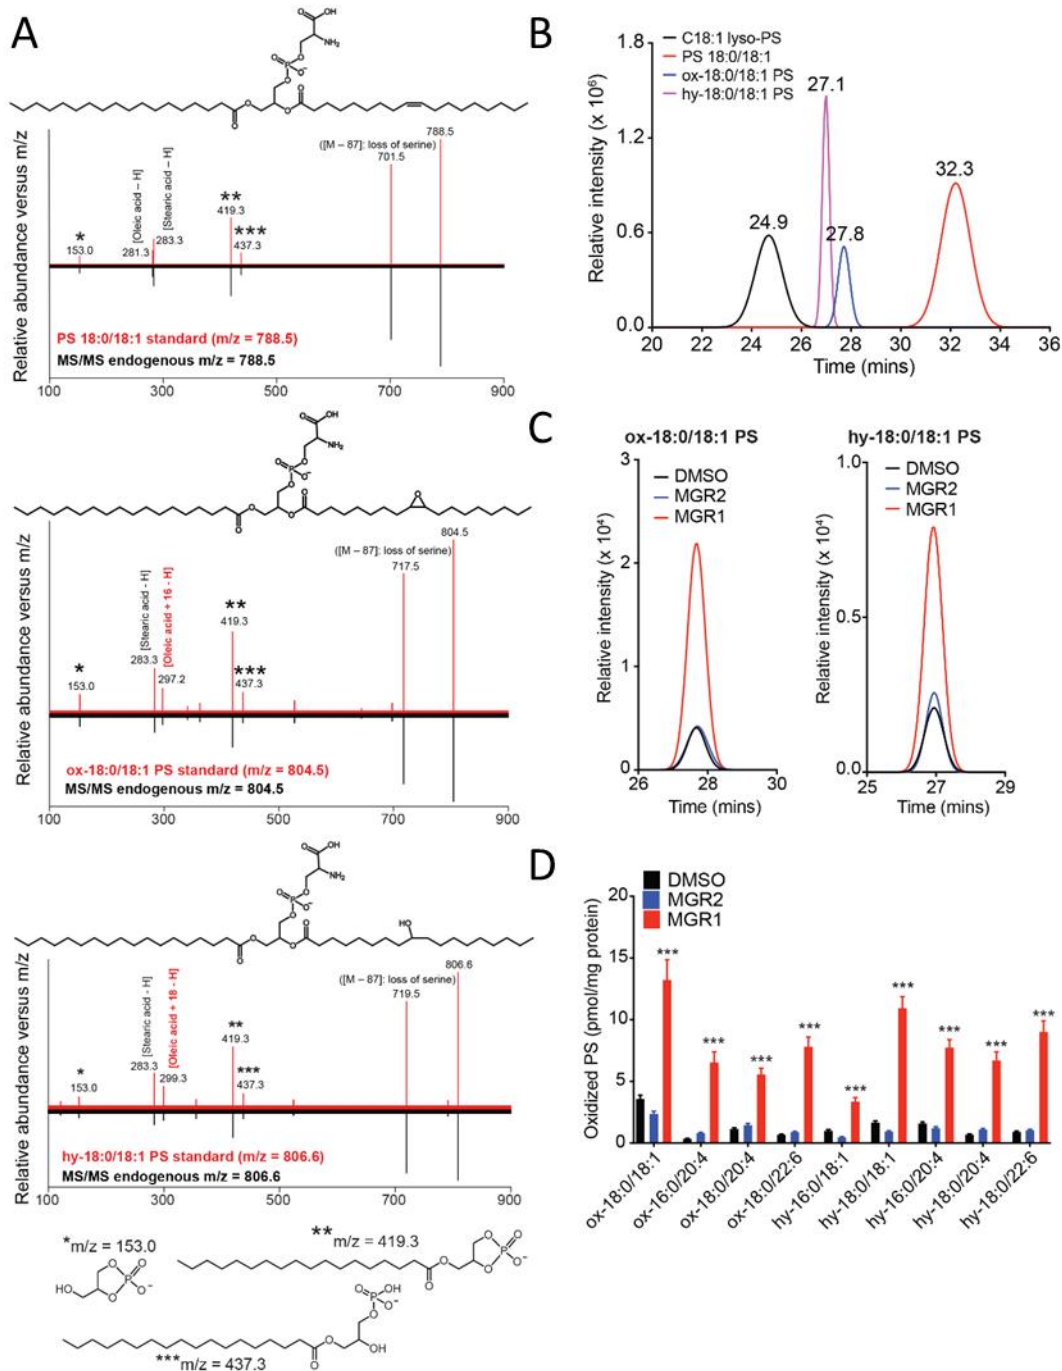 A
OH
O
NH₂
O
O
P
O⁻
O
O
O
O
O
Relative abundance versus m/z
788.5
([M – 87]: loss of serine)
701.5
[Oleic acid – H]
[Stearic acid – H]
**
419.3
***
437.3
*
153.0
281.3
283.3
PS 18:0/18:1 standard (m/z = 788.5)
MS/MS endogenous m/z = 788.5
100 300 500 700 900
OH
O
NH₂
O
O
P
O⁻
O
O
O
O
O
O
Relative abundance versus m/z
804.5
([M – 87]: loss of serine)
717.5
[Stearic acid - H]
[Oleic acid + 16 - H]
**
419.3
***
437.3
283.3
297.2
*
153.0
ox-18:0/18:1 PS standard (m/z = 804.5)
MS/MS endogenous m/z = 804.5
100 300 500 700 900
OH
O
NH₂
O
O
P
O⁻
O
HO
O
O
O
O
Relative abundance versus m/z
806.6
([M – 87]: loss of serine)
719.5
[Stearic acid - H]
[Oleic acid + 18 - H]
**
419.3
***
437.3
283.3
299.3
*
153.0
hy-18:0/18:1 PS standard (m/z = 806.6)
MS/MS endogenous m/z = 806.6
100 300 500 700 900
*m/z = 153.0
O
O
P
O⁻
O
HO
**m/z = 419.3
O
O
P
O⁻
O
O
O
O
OH
P
O⁻
O
O
OH
O
***m/z = 437.3
B
C18:1 lyso-PS
PS 18:0/18:1
ox-18:0/18:1 PS
hy-18:0/18:1 PS
27.1
24.9
27.8
32.3
Relative intensity (x 10⁶)
1.8
1.2
0.6
0.0
20 22 24 26 28 30 32 34 36
Time (mins)
C
ox-18:0/18:1 PS
DMSO
MGR2
MGR1
Relative intensity (x 10⁴)
3
2
1
0
26 28 30
Time (mins)
hy-18:0/18:1 PS
DMSO
MGR2
MGR1
Relative intensity (x 10⁴)
1.0
0.5
0.0
25 27 29
Time (mins)
D
DMSO
MGR2
MGR1
Oxidized PS (pmol/mg protein)
20
15
10
5
0
*** *** *** *** *** *** *** *** ***
ox-18:0/18:1
ox-16:0/20:4
ox-18:0/20:4
ox-18:0/22:6
hy-16:0/18:1
hy-18:0/18:1
hy-16:0/20:4
hy-18:0/20:4
hy-18:0/22:6